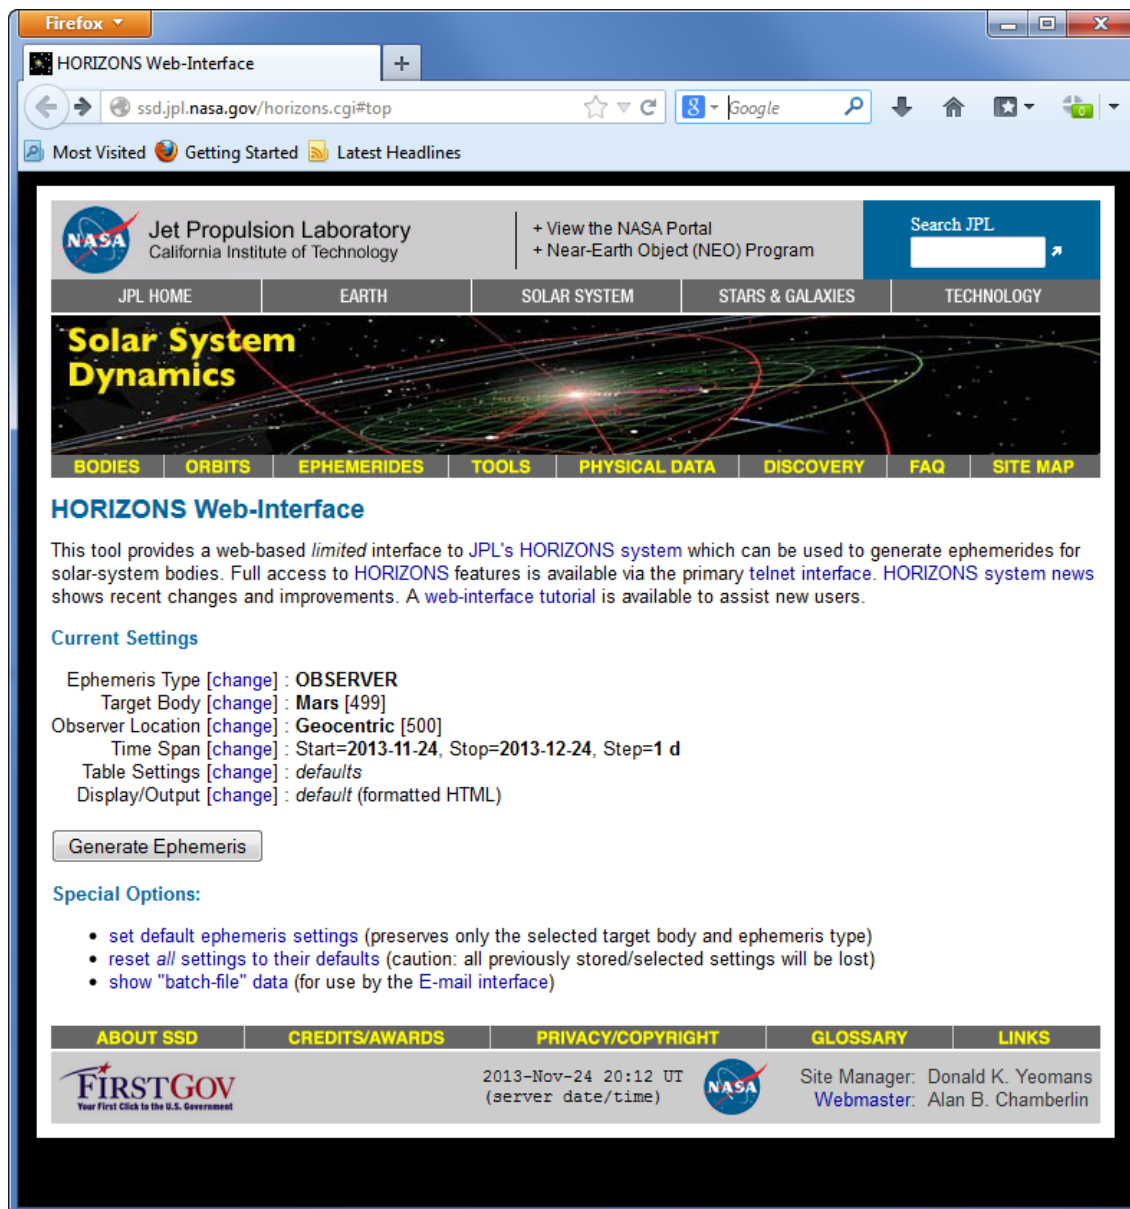 Firefox
HORIZONS Web-Interface
ssd.jpl.nasa.gov/horizons.cgi#top
Google
Most Visited Getting Started Latest Headlines
NASA
Jet Propulsion Laboratory
California Institute of Technology
+ View the NASA Portal
+ Near-Earth Object (NEO) Program
Search JPL
JPL HOME EARTH SOLAR SYSTEM STARS & GALAXIES TECHNOLOGY
Solar System
Dynamics
BODIES ORBITS EPHEMERIDES TOOLS PHYSICAL DATA DISCOVERY FAQ SITE MAP
HORIZONS Web-Interface
This tool provides a web-based limited interface to JPL's HORIZONS system which can be used to generate ephemerides for
solar-system bodies. Full access to HORIZONS features is available via the primary telnet interface. HORIZONS system news
shows recent changes and improvements. A web-interface tutorial is available to assist new users.
Current Settings
Ephemeris Type [change] : OBSERVER
Target Body [change] : Mars [499]
Observer Location [change] : Geocentric [500]
Time Span [change] : Start=2013-11-24, Stop=2013-12-24, Step=1 d
Table Settings [change] : defaults
Display/Output [change] : default (formatted HTML)
Generate Ephemeris
Special Options:
• set default ephemeris settings (preserves only the selected target body and ephemeris type)
• reset all settings to their defaults (caution: all previously stored/selected settings will be lost)
• show "batch-file" data (for use by the E-mail interface)
ABOUT SSD CREDITS/AWARDS PRIVACY/COPYRIGHT GLOSSARY LINKS
FIRSTGOV
Your First Click to the U.S. Government
2013-Nov-24 20:12 UT
(server date/time)
NASA
Site Manager: Donald K. Yeomans
Webmaster: Alan B. Chamberlin